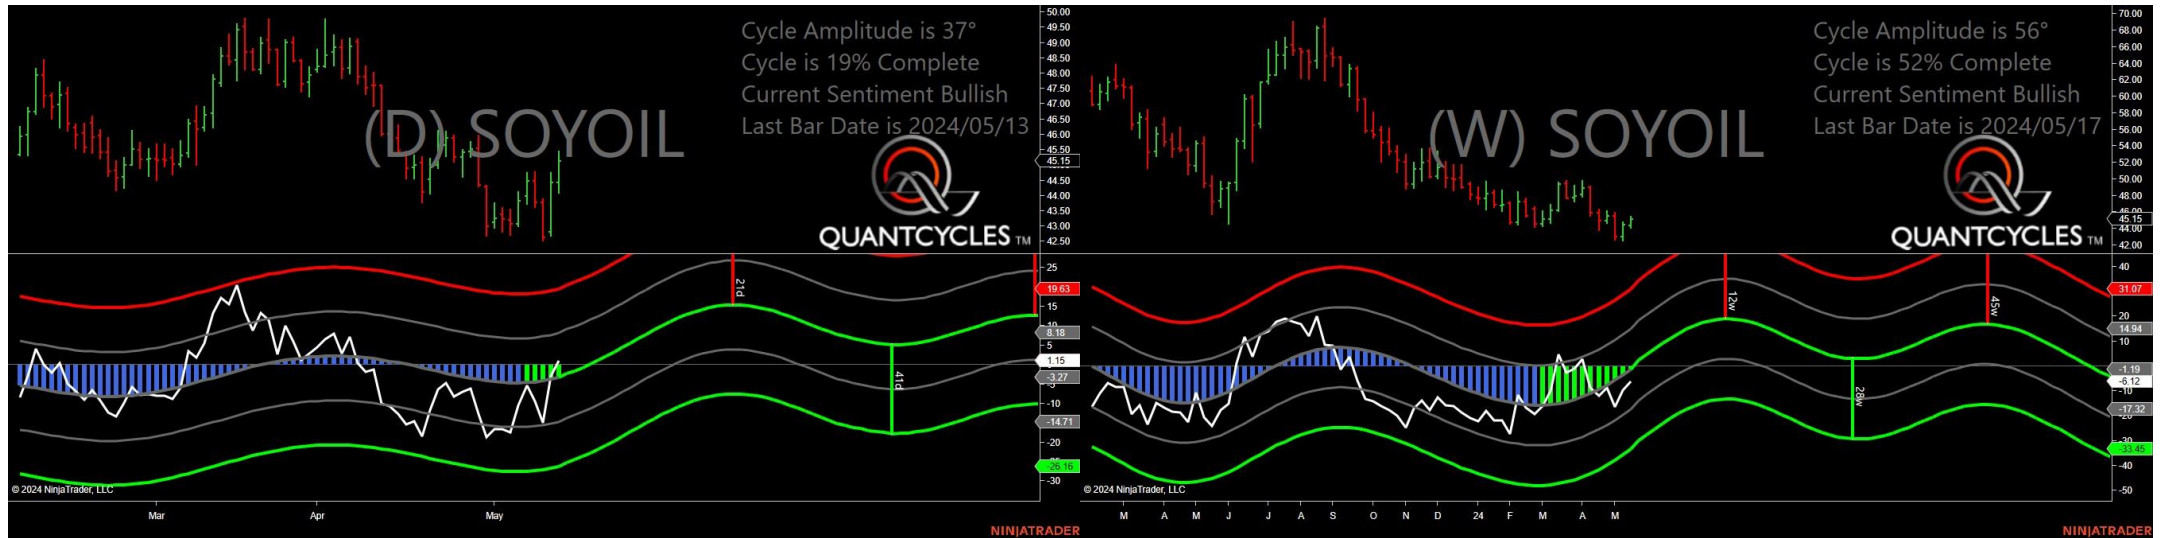 Cycle Amplitude is 37°
Cycle is 19% Complete
Current Sentiment Bullish
Last Bar Date is 2024/05/13
(D) SOYOIL
QUANTCYCLES TM
50.00
49.50
49.00
48.50
48.00
47.50
47.00
46.50
46.00
45.50
45.15
44.50
44.00
43.50
43.00
42.50
21d
41d
25
19.63
15
8.18
5
1.15
-3.27
-10
-14.71
-20
-26.16
-30
© 2024 NinjaTrader, LLC
Mar Apr May
NINJATRADER
Cycle Amplitude is 56°
Cycle is 52% Complete
Current Sentiment Bullish
Last Bar Date is 2024/05/17
(W) SOYOIL
QUANTCYCLES TM
70.00
68.00
66.00
64.00
62.00
60.00
58.00
56.00
54.00
52.00
50.00
48.00
46.00
45.15
44.00
42.00
12w
28w
45w
40
31.07
20
14.94
10
-1.19
-6.12
-10
-17.32
-30
-33.45
-40
-50
© 2024 NinjaTrader, LLC
M A M J J A S O N D 24 F M A M
NINJATRADER